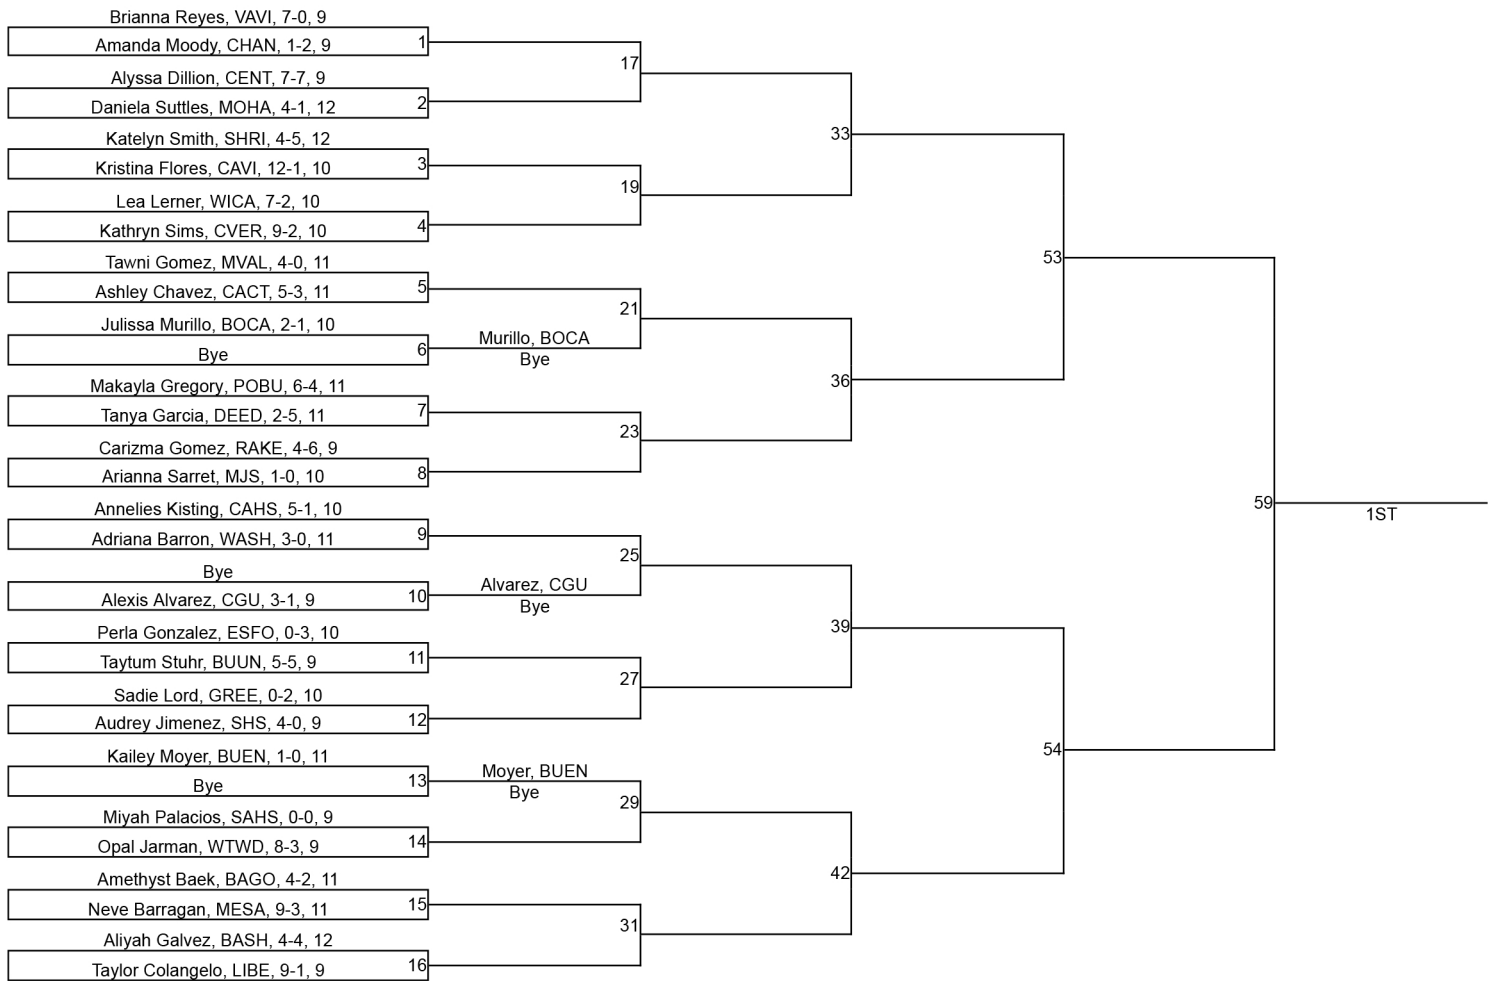 Brianna Reyes, VAVI, 7-0, 9
Amanda Moody, CHAN, 1-2, 9
1
17
Alyssa Dillion, CENT, 7-7, 9
Daniela Suttles, MOHA, 4-1, 12
2
33
Katelyn Smith, SHRI, 4-5, 12
Kristina Flores, CAVI, 12-1, 10
3
19
Lea Lerner, WICA, 7-2, 10
Kathryn Sims, CVER, 9-2, 10
4
53
Tawni Gomez, MVAL, 4-0, 11
Ashley Chavez, CACT, 5-3, 11
5
21
Julissa Murillo, BOCA, 2-1, 10
Bye
6
Murillo, BOCA
Bye
36
Makayla Gregory, POBU, 6-4, 11
Tanya Garcia, DEED, 2-5, 11
7
23
Carizma Gomez, RAKE, 4-6, 9
Arianna Sarret, MJS, 1-0, 10
8
59
1ST
Annelies Kisting, CAHS, 5-1, 10
Adriana Barron, WASH, 3-0, 11
9
25
Bye
Alexis Alvarez, CGU, 3-1, 9
10
Alvarez, CGU
Bye
39
Perla Gonzalez, ESFO, 0-3, 10
Taytum Stuhr, BUUN, 5-5, 9
11
27
Sadie Lord, GREE, 0-2, 10
Audrey Jimenez, SHS, 4-0, 9
12
54
Kailey Moyer, BUEN, 1-0, 11
Bye
13
Moyer, BUEN
Bye
29
Miyah Palacios, SAHS, 0-0, 9
Opal Jarman, WTWD, 8-3, 9
14
42
Amethyst Baek, BAGO, 4-2, 11
Neve Barragan, MESA, 9-3, 11
15
31
Aliyah Galvez, BASH, 4-4, 12
Taylor Colangelo, LIBE, 9-1, 9
16